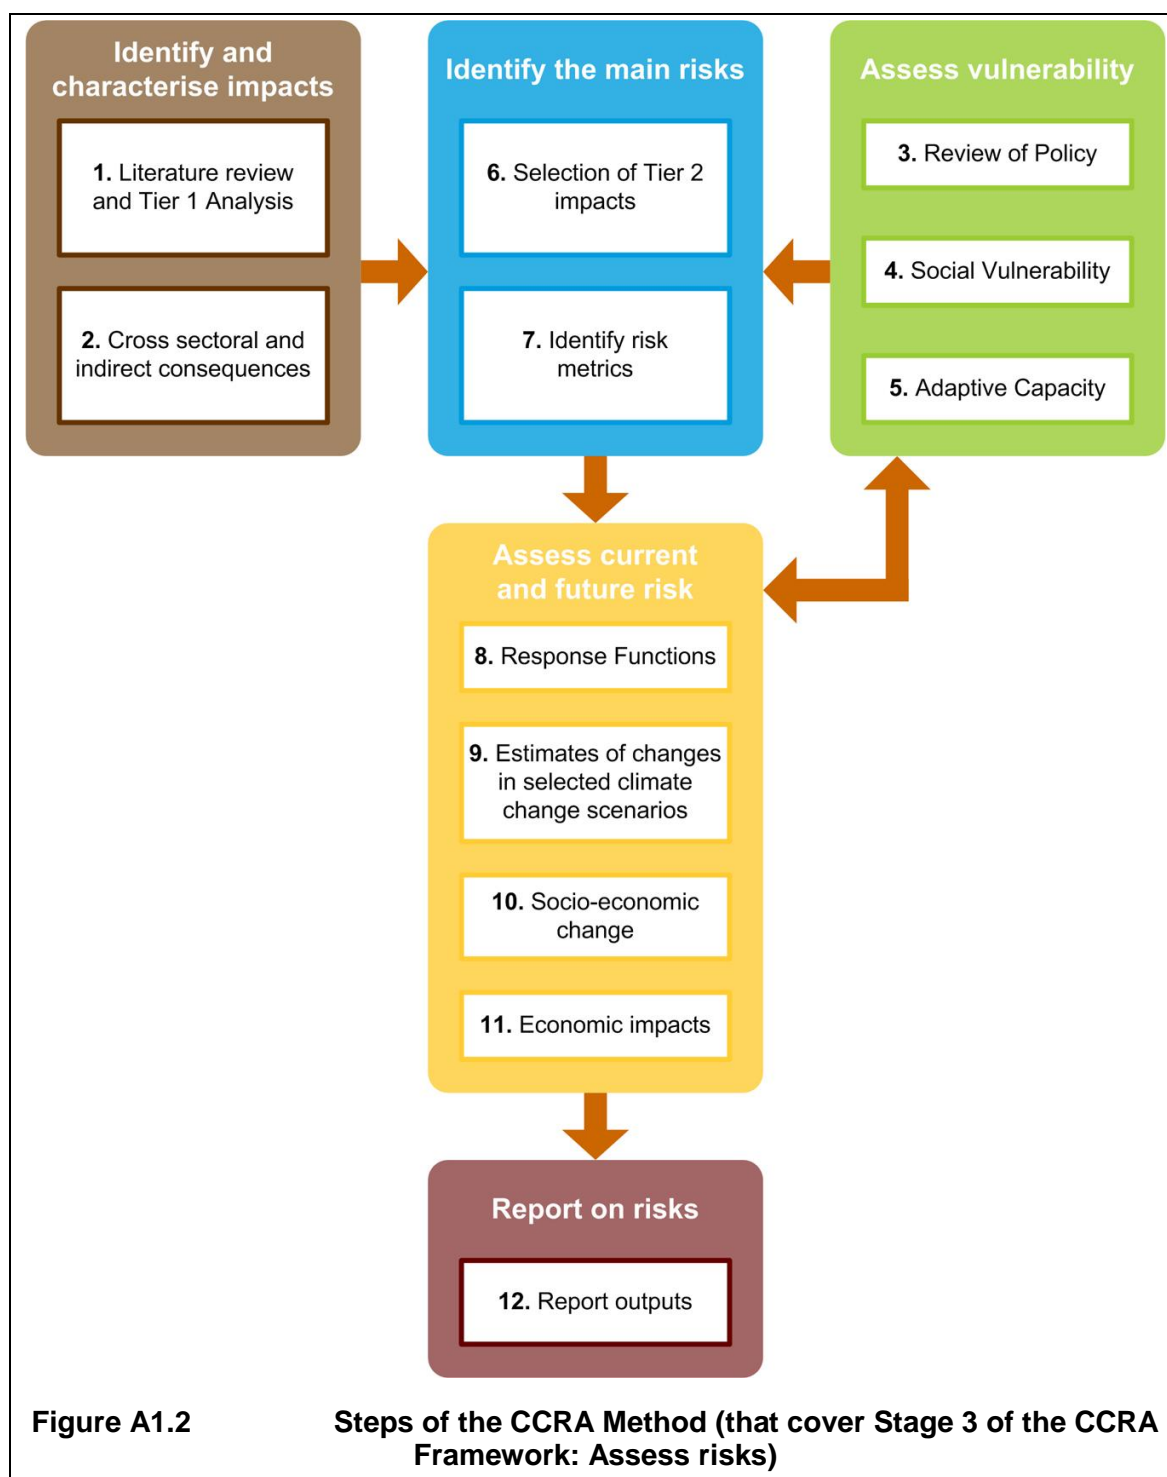 Identify and
characterise impacts
1. Literature review
and Tier 1 Analysis
2. Cross sectoral and
indirect consequences
Identify the main risks
6. Selection of Tier 2
impacts
7. Identify risk
metrics
Assess vulnerability
3. Review of Policy
4. Social Vulnerability
5. Adaptive Capacity
Assess current
and future risk
8. Response Functions
9. Estimates of changes
in selected climate
change scenarios
10. Socio-economic
change
11. Economic impacts
Report on risks
12. Report outputs
Figure A1.2 Steps of the CCRA Method (that cover Stage 3 of the CCRA
Framework: Assess risks)